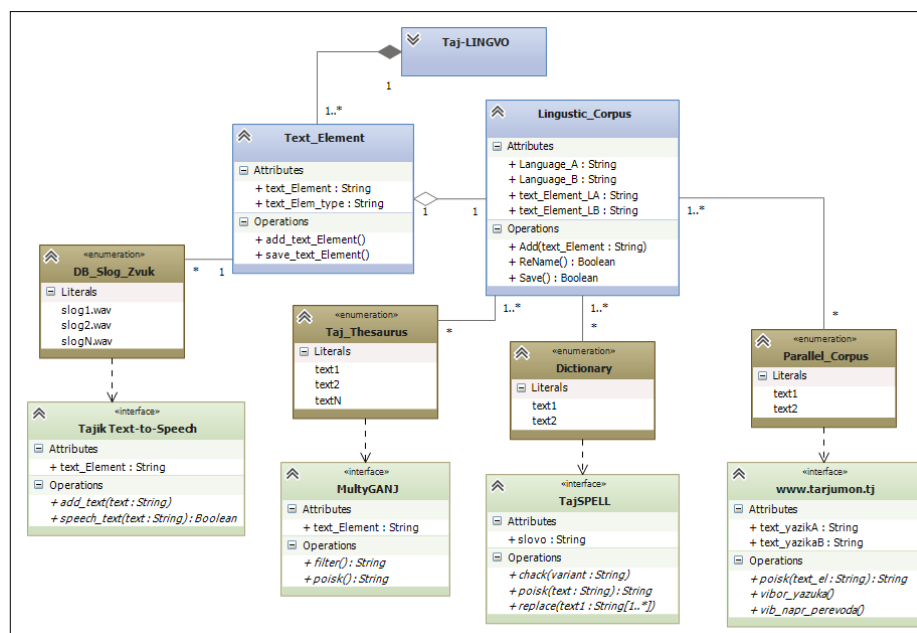 Taj-LINGVO
1
1..*
Text_Element
Attributes
+ text_Element : String
+ text_Elem_type : String
Operations
+ add_text_Element()
+ save_text_Element()
1
1
Lingustic_Corpus
Attributes
+ Language_A : String
+ Language_B : String
+ text_Element_LA : String
+ text_Element_LB : String
Operations
+ Add(text_Element : String)
+ ReName() : Boolean
+ Save() : Boolean
1..*
*
1
«enumeration»
DB_Slog_Zvuk
Literals
slog1.wav
slog2.wav
slogN.wav
1..*
*
«enumeration»
Taj_Thesaurus
Literals
text1
text2
textN
1..*
*
«enumeration»
Dictionary
Literals
text1
text2
*
«enumeration»
Parallel_Corpus
Literals
text1
text2
«interface»
Tajik Text-to-Speech
Attributes
+ text_Element : String
Operations
+ add_text(text : String)
+ speech_text(text : String) : Boolean
«interface»
MultyGANJ
Attributes
+ text_Element : String
Operations
+ filter() : String
+ poisk() : String
«interface»
TajSPELL
Attributes
+ slovo : String
Operations
+ chack(variant : String)
+ poisk(text : String) : String
+ replace(text1 : String[1..*])
«interface»
www.tarjumon.tj
Attributes
+ text_yazikA : String
+ text_yazikaB : String
Operations
+ poisk(text_el : String) : String
+ vibor_yazuka()
+ vib_napr_perevoda()